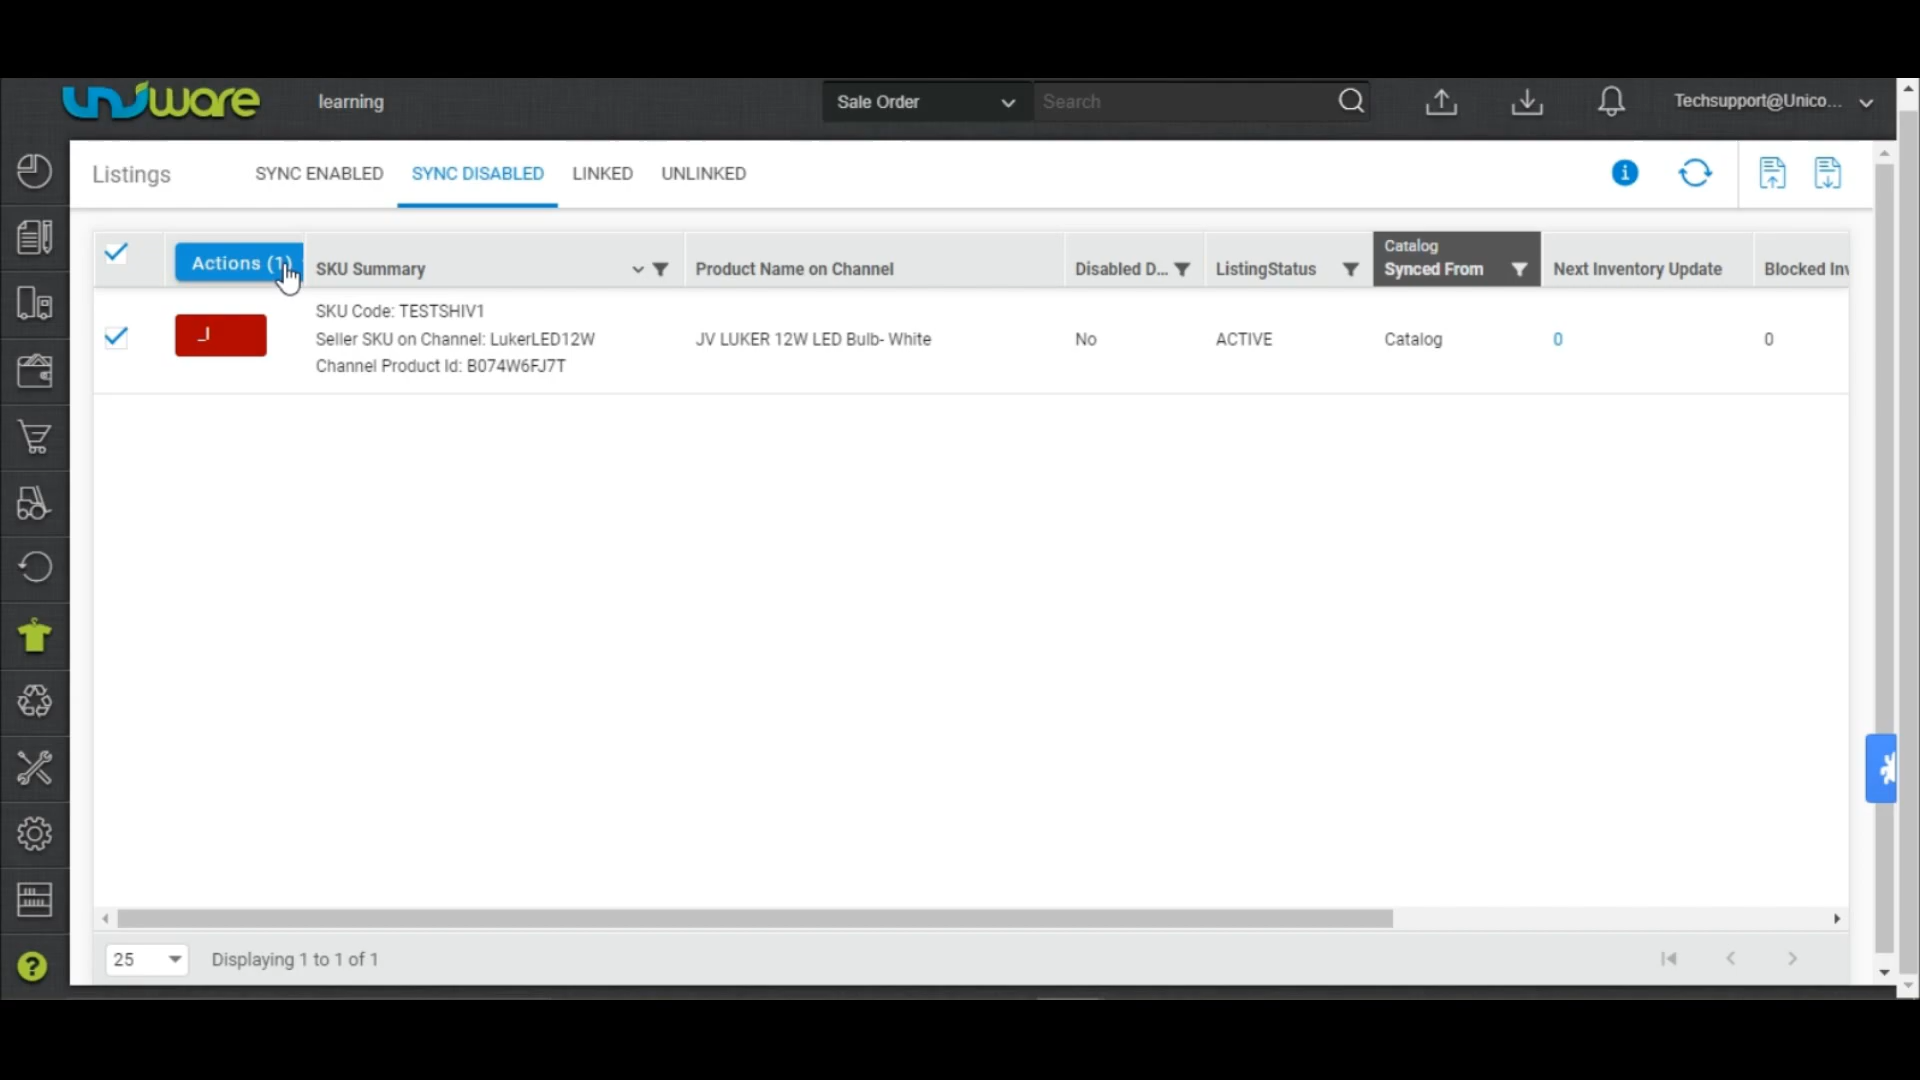 uniware
learning
Sale Order
Search
Techsupport@Unico...
Listings
SYNC ENABLED
SYNC DISABLED
LINKED
UNLINKED
Actions (1)
SKU Summary
Product Name on Channel
Disabled D...
ListingStatus
Catalog
Synced From
Next Inventory Update
Blocked Inv
_I
SKU Code: TESTSHIV1
Seller SKU on Channel: LukerLED12W
Channel Product Id: B074W6FJ7T
JV LUKER 12W LED Bulb- White
No
ACTIVE
Catalog
0
0
25
Displaying 1 to 1 of 1